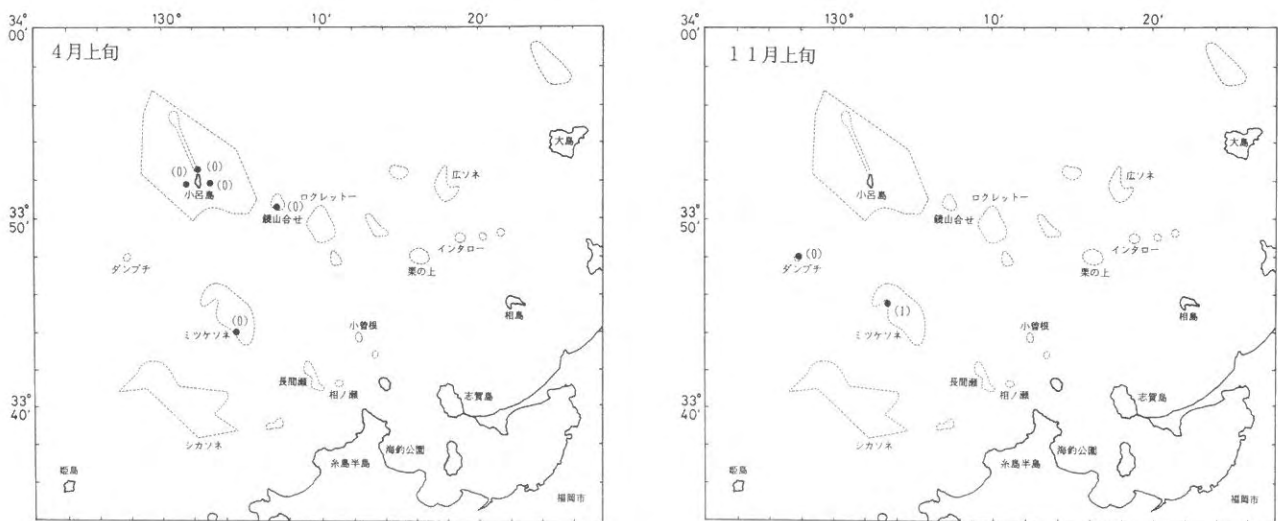 130°
10′
20′
34°
00′
4月上旬
大島
(0)
(0)
(0)
小呂島
(0)
鏡山合せ
ロクレットー
広ソネ
33°
50′
インタロー
栗の上
ダンプチ
相島
(0)
ミツケソネ
小曽根
長間瀬
相ノ瀬
志賀島
33°
40′
シカソネ
海釣公園
糸島半島
姫島
福岡市
130°
10′
20′
34°
00′
11月上旬
大島
小呂島
鏡山合せ
ロクレットー
広ソネ
33°
50′
インタロー
栗の上
(0)
ダンプチ
相島
(1)
ミツケソネ
小曽根
長間瀬
相ノ瀬
志賀島
33°
40′
シカソネ
海釣公園
糸島半島
姫島
福岡市